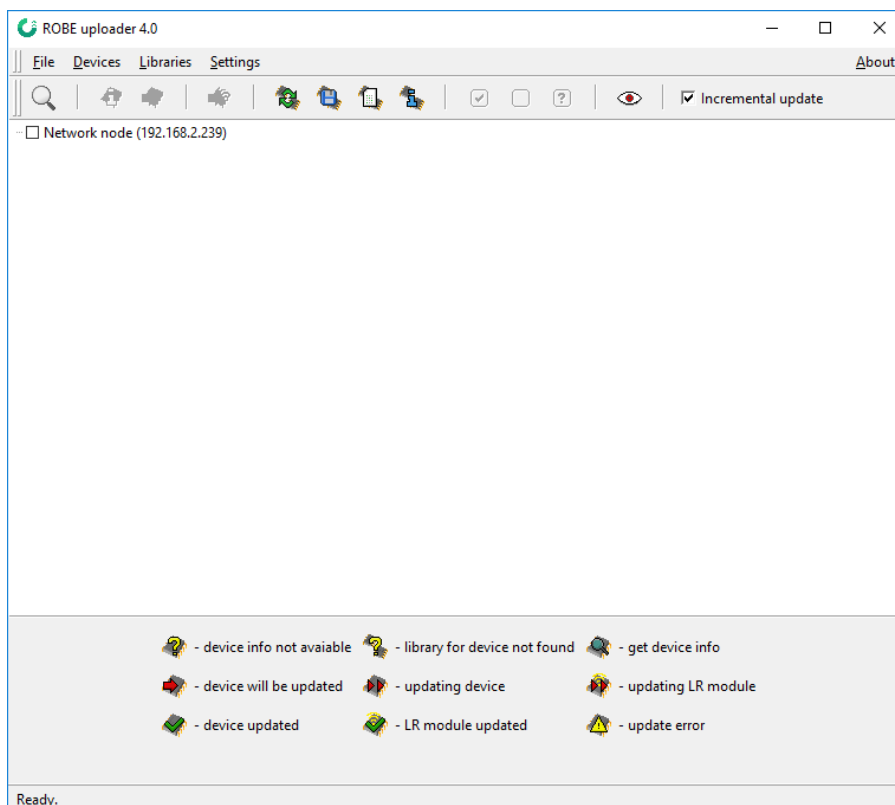 ROBE uploader 4.0
File Devices Libraries Settings About
Incremental update
Network node (192.168.2.239)
- device info not avaiable - library for device not found - get device info
- device will be updated - updating device - updating LR module
- device updated - LR module updated - update error
Ready.